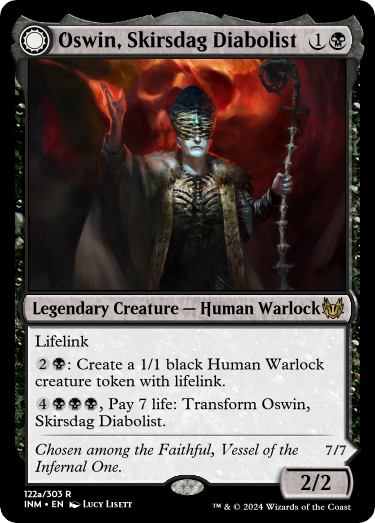 Oswin, Skirsdag Diabolist 1
Legendary Creature — Human Warlock
Lifelink
2: Create a 1/1 black Human Warlock
creature token with lifelink.
4, Pay 7 life: Transform Oswin,
Skirsdag Diabolist.
Chosen among the Faithful, Vessel of the
Infernal One.
7/7
2/2
122a/303 R
INM • EN Lucy Lisett
™ & © 2024 Wizards of the Coast